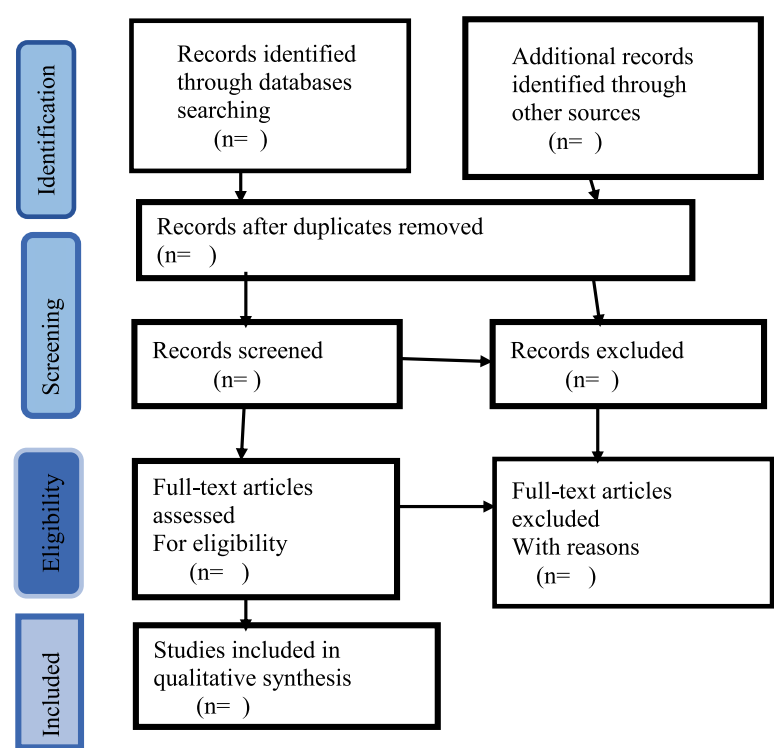 Identification
Records identified
through databases
searching
(n=  )
Additional records
identified through
other sources
(n=  )
Records after duplicates removed
(n=   )
Screening
Records screened
(n= )
Records excluded
(n=  )
Eligibility
Full-text articles
assessed
For eligibility
(n=   )
Full-text articles
excluded
With reasons
(n=   )
Included
Studies included in
qualitative synthesis
(n=   )